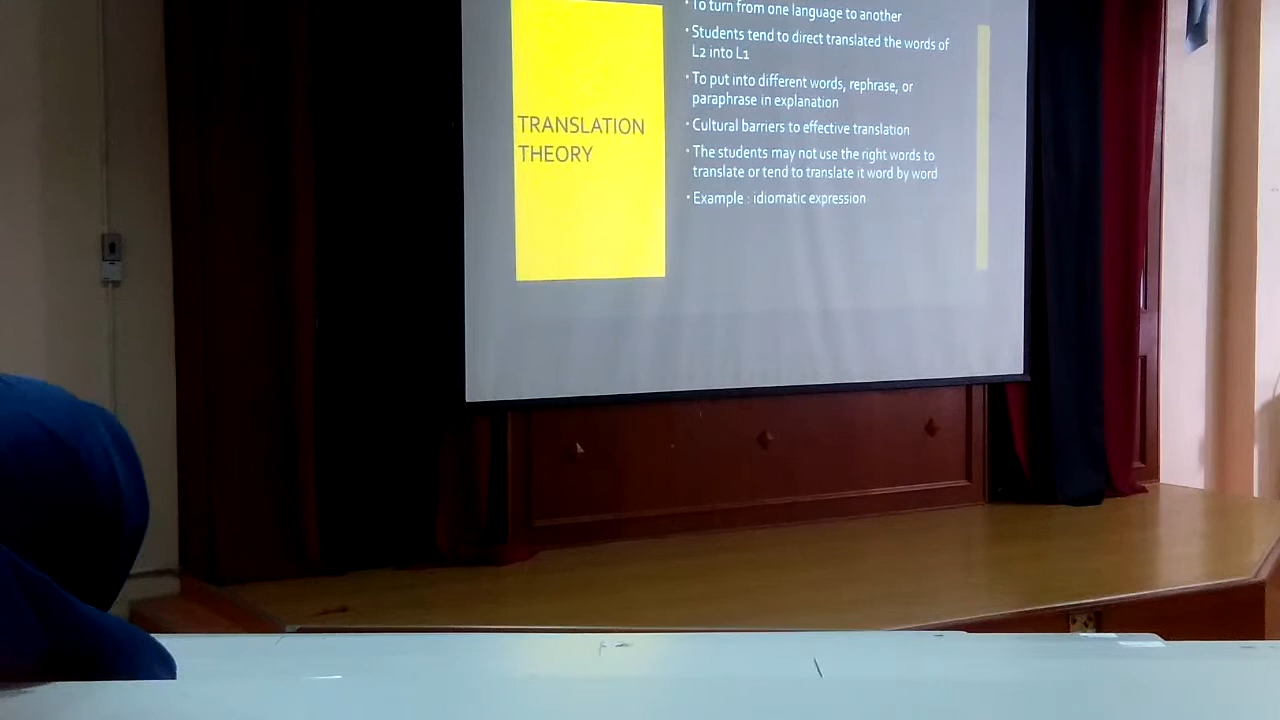 TRANSLATION
THEORY
To turn from one language to another
• Students tend to direct translated the words of
L2 into L1
• To put into different words, rephrase, or
paraphrase in explanation
• Cultural barriers to effective translation
• The students may not use the right words to
translate or tend to translate it word by word
• Example : idiomatic expression